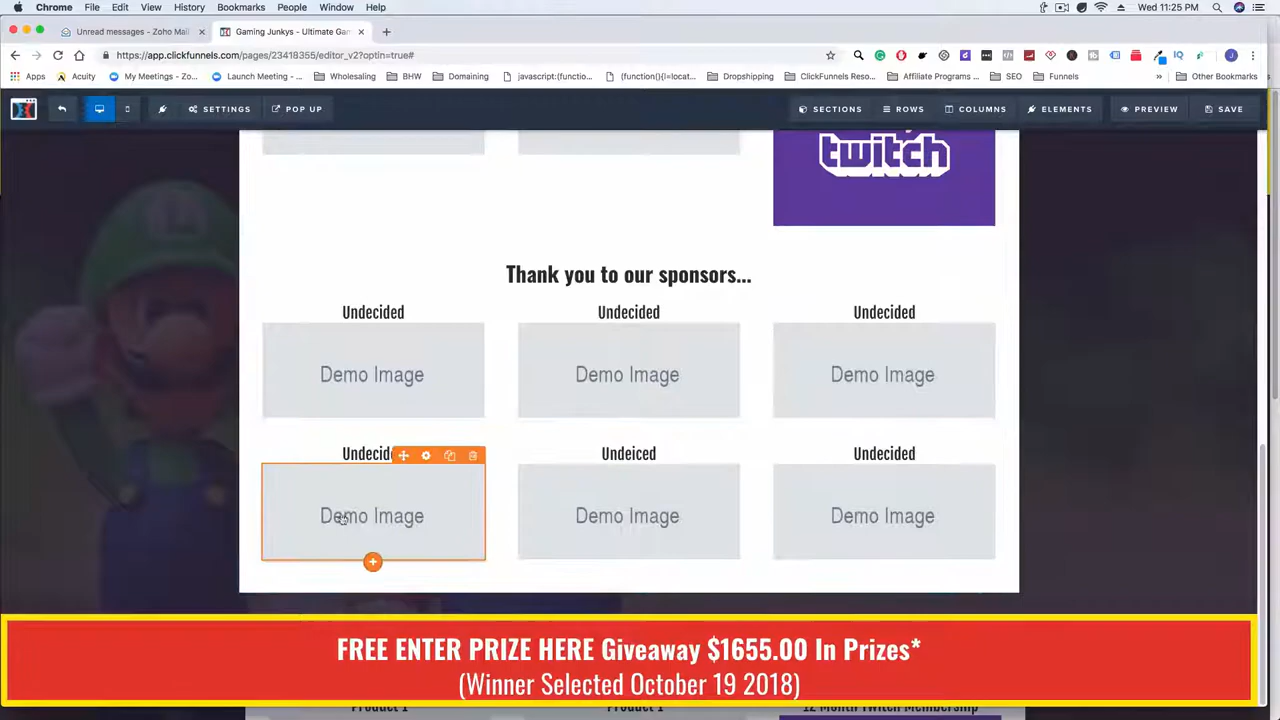 Chrome File Edit View History Bookmarks People Window Help Wed 11:25 PM
Unread messages - Zoho Mail
Gaming Junkys - Ultimate Gam
https://app.clickfunnels.com/pages/23418355/editor_v2?optin=true#
Apps Acuity My Meetings - Zo... Launch Meeting - ... Wholesaling BHW Domaining javascript:(functio... (function(){l=locat... Dropshipping ClickFunnels Reso... Affiliate Programs ... SEO Funnels » Other Bookmarks
SETTINGS POP UP SECTIONS ROWS COLUMNS ELEMENTS PREVIEW SAVE
twitch
Thank you to our sponsors...
Undecided Undecided Undecided
Demo Image Demo Image Demo Image
Undecid Undeiced Undecided
Demo Image Demo Image Demo Image
FREE ENTER PRIZE HERE Giveaway $1655.00 In Prizes*
(Winner Selected October 19 2018)
Product 1 Product 1 12 Month Twitch Membership